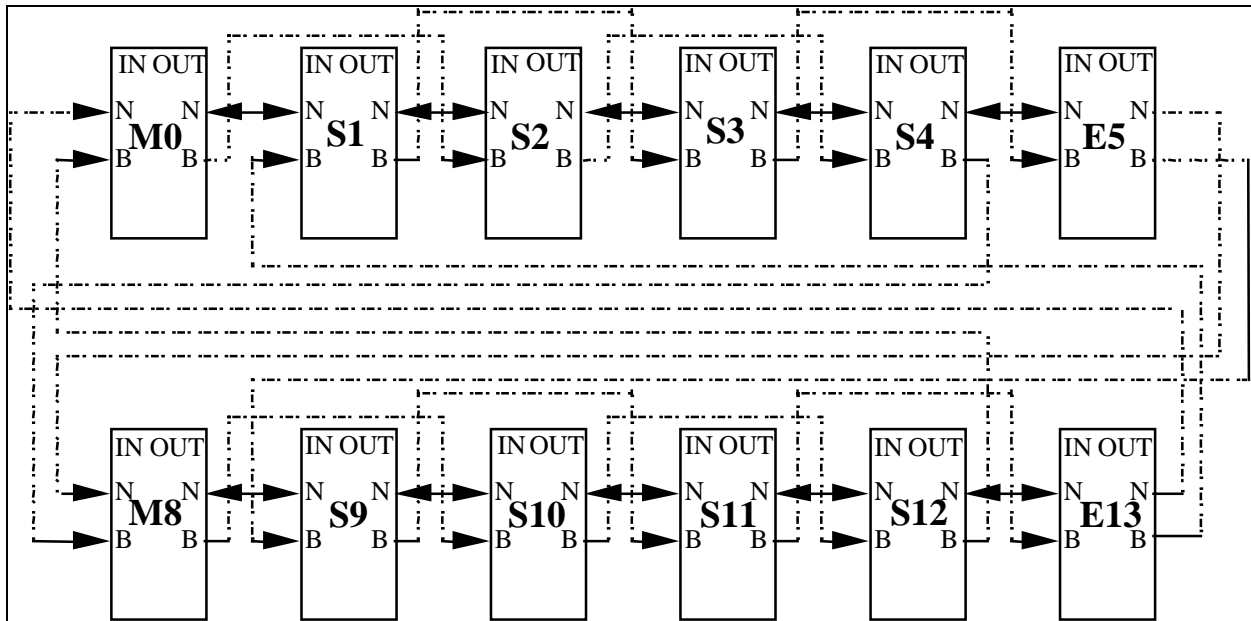 IN OUT IN OUT IN OUT IN OUT IN OUT IN OUT
N N N N N N N N N N N N
M0 S1 S2 S3 S4 E5
B B B B B B B B B B B B
IN OUT IN OUT IN OUT IN OUT IN OUT IN OUT
N N N N N N N N N N N N
M8 S9 S10 S11 S12 E13
B B B B B B B B B B B B